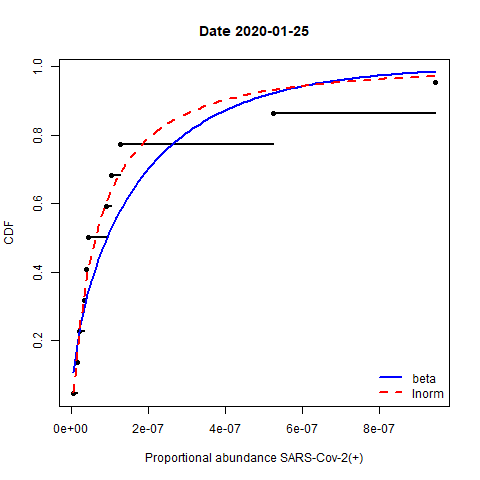 Date 2020-01-25
CDF
1.0
0.8
0.6
0.4
0.2
beta
lnorm
0e+00 2e-07 4e-07 6e-07 8e-07
Proportional abundance SARS-Cov-2(+)